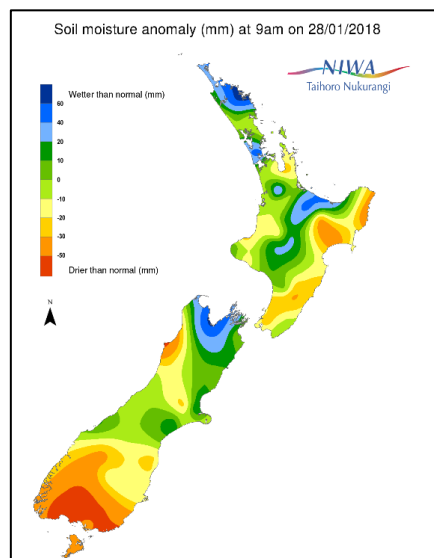 Soil moisture anomaly (mm) at 9am on 28/01/2018
NIWA
Taihoro Nukurangi
Wetter than normal (mm)
60
40
20
10
0
-10
-20
-30
-50
Drier than normal (mm)
N